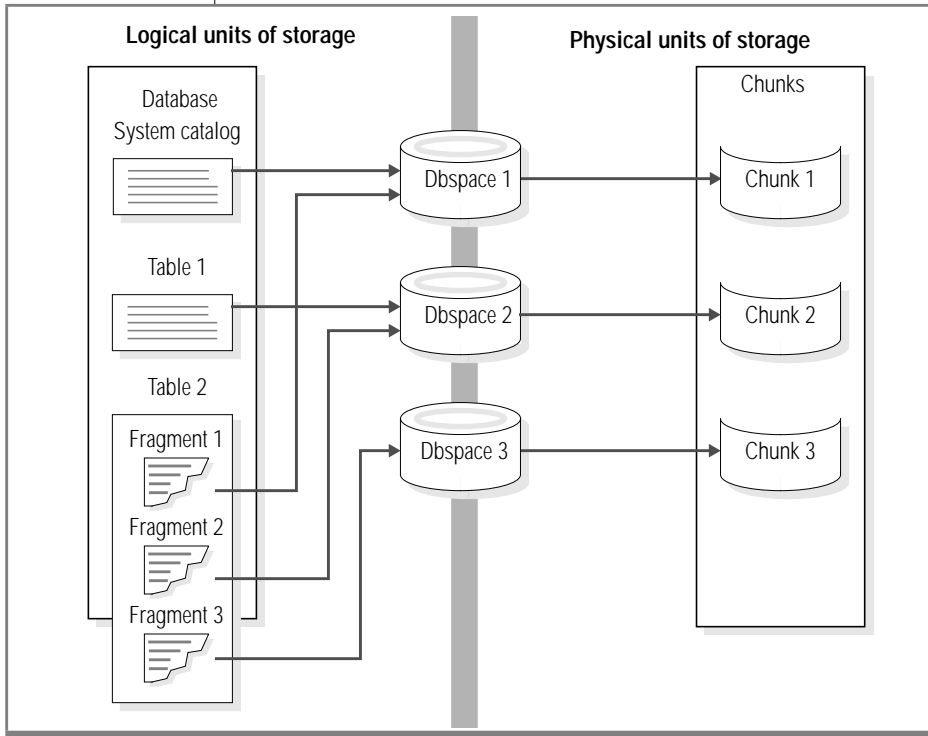 Logical units of storage
Physical units of storage
Database
System catalog
Table 1
Table 2
Fragment 1
Fragment 2
Fragment 3
Dbspace 1
Dbspace 2
Dbspace 3
Chunks
Chunk 1
Chunk 2
Chunk 3